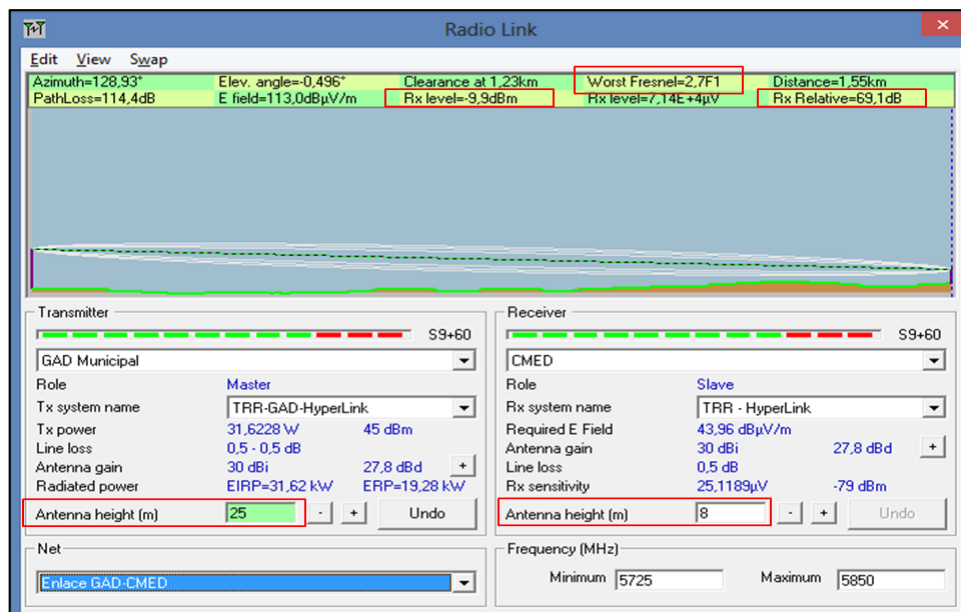 Radio Link
Edit View Swap
Azimuth=128,93° Elev. angle=-0,496° Clearance at 1,23km Worst Fresnel=2,7F1 Distance=1,55km
PathLoss=114,4dB E field=113,0dBµV/m Rx level=-9,9dBm Rx level=7,14E+4µV Rx Relative=69,1dB
Transmitter
S9+60
GAD Municipal
Role Master
Tx system name TRR-GAD-HyperLink
Tx power 31,6228 W 45 dBm
Line loss 0,5 - 0,5 dB
Antenna gain 30 dBi 27,8 dBd +
Radiated power EIRP=31,62 kW ERP=19,28 kW
Antenna height (m) 25 - + Undo
Net
Enlace GAD-CMED
Receiver
S9+60
CMED
Role Slave
Rx system name TRR - HyperLink
Required E Field 43,96 dBµV/m
Antenna gain 30 dBi 27,8 dBd +
Line loss 0,5 dB
Rx sensitivity 25,1189µV -79 dBm
Antenna height (m) 8 - + Undo
Frequency (MHz)
Minimum 5725 Maximum 5850